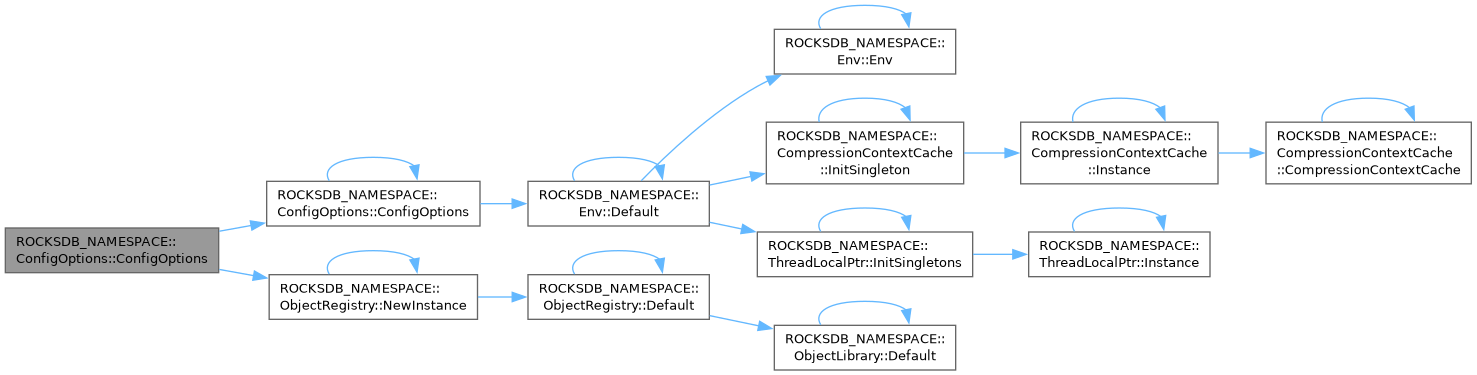 ROCKSDB_NAMESPACE::
ConfigOptions::ConfigOptions
ROCKSDB_NAMESPACE::
ConfigOptions::ConfigOptions
ROCKSDB_NAMESPACE::
Env::Default
ROCKSDB_NAMESPACE::
Env::Env
ROCKSDB_NAMESPACE::
CompressionContextCache
::InitSingleton
ROCKSDB_NAMESPACE::
CompressionContextCache
::Instance
ROCKSDB_NAMESPACE::
CompressionContextCache
::CompressionContextCache
ROCKSDB_NAMESPACE::
ThreadLocalPtr::InitSingletons
ROCKSDB_NAMESPACE::
ThreadLocalPtr::Instance
ROCKSDB_NAMESPACE::
ObjectRegistry::NewInstance
ROCKSDB_NAMESPACE::
ObjectRegistry::Default
ROCKSDB_NAMESPACE::
ObjectLibrary::Default